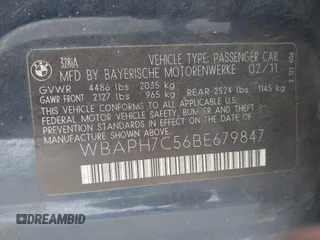 328iA
VEHICLE TYPE: PASSENGER CAR
MFD BY BAYERISCHE MOTORENWERKE 02/11
GVWR 4486 lbs 2035 kg
GAWR FRONT 2127 lbs 965 kg REAR 2524 lbs 1145 kg
THIS VEHICLE CONFORMS TO ALL APPLICABLE
FEDERAL MOTOR VEHICLE SAFETY, BUMPER,
AND THEFT PREVENTION STANDARDS IN EFFECT
ON THE DATE OF MANUFACTURE SHOWN ABOVE.
WBAPH7C56BE679847
DREAMBID